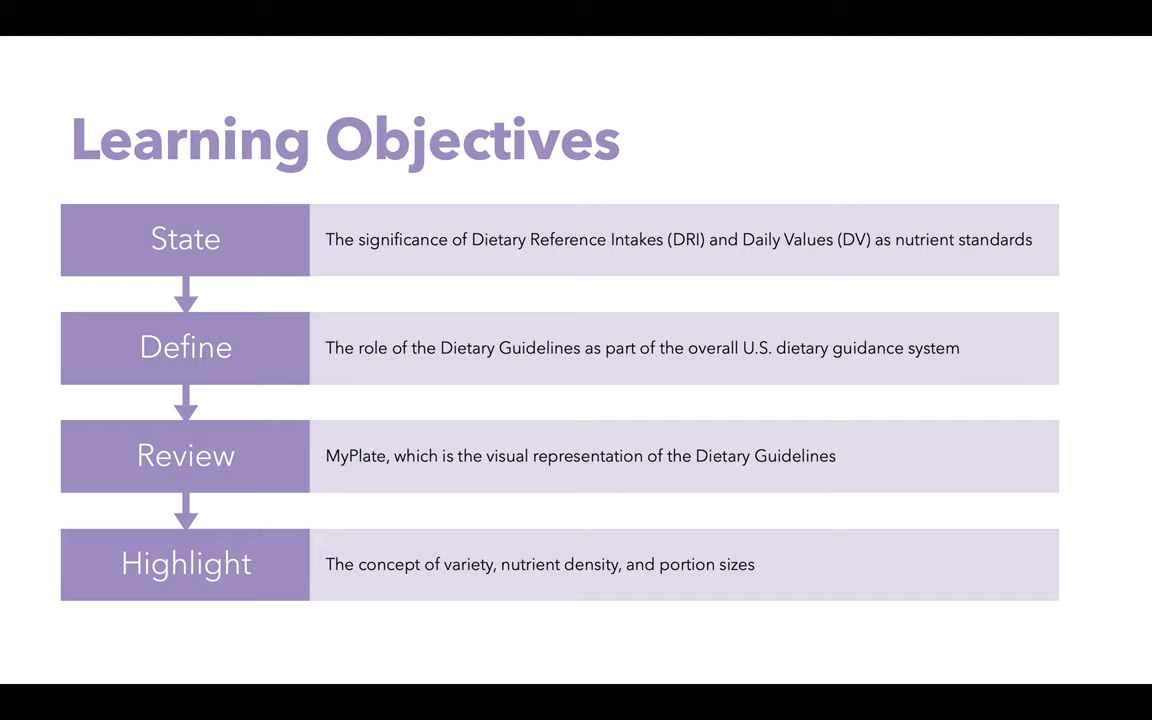 Learning Objectives
State
The significance of Dietary Reference Intakes (DRI) and Daily Values (DV) as nutrient standards
Define
The role of the Dietary Guidelines as part of the overall U.S. dietary guidance system
Review
MyPlate, which is the visual representation of the Dietary Guidelines
Highlight
The concept of variety, nutrient density, and portion sizes